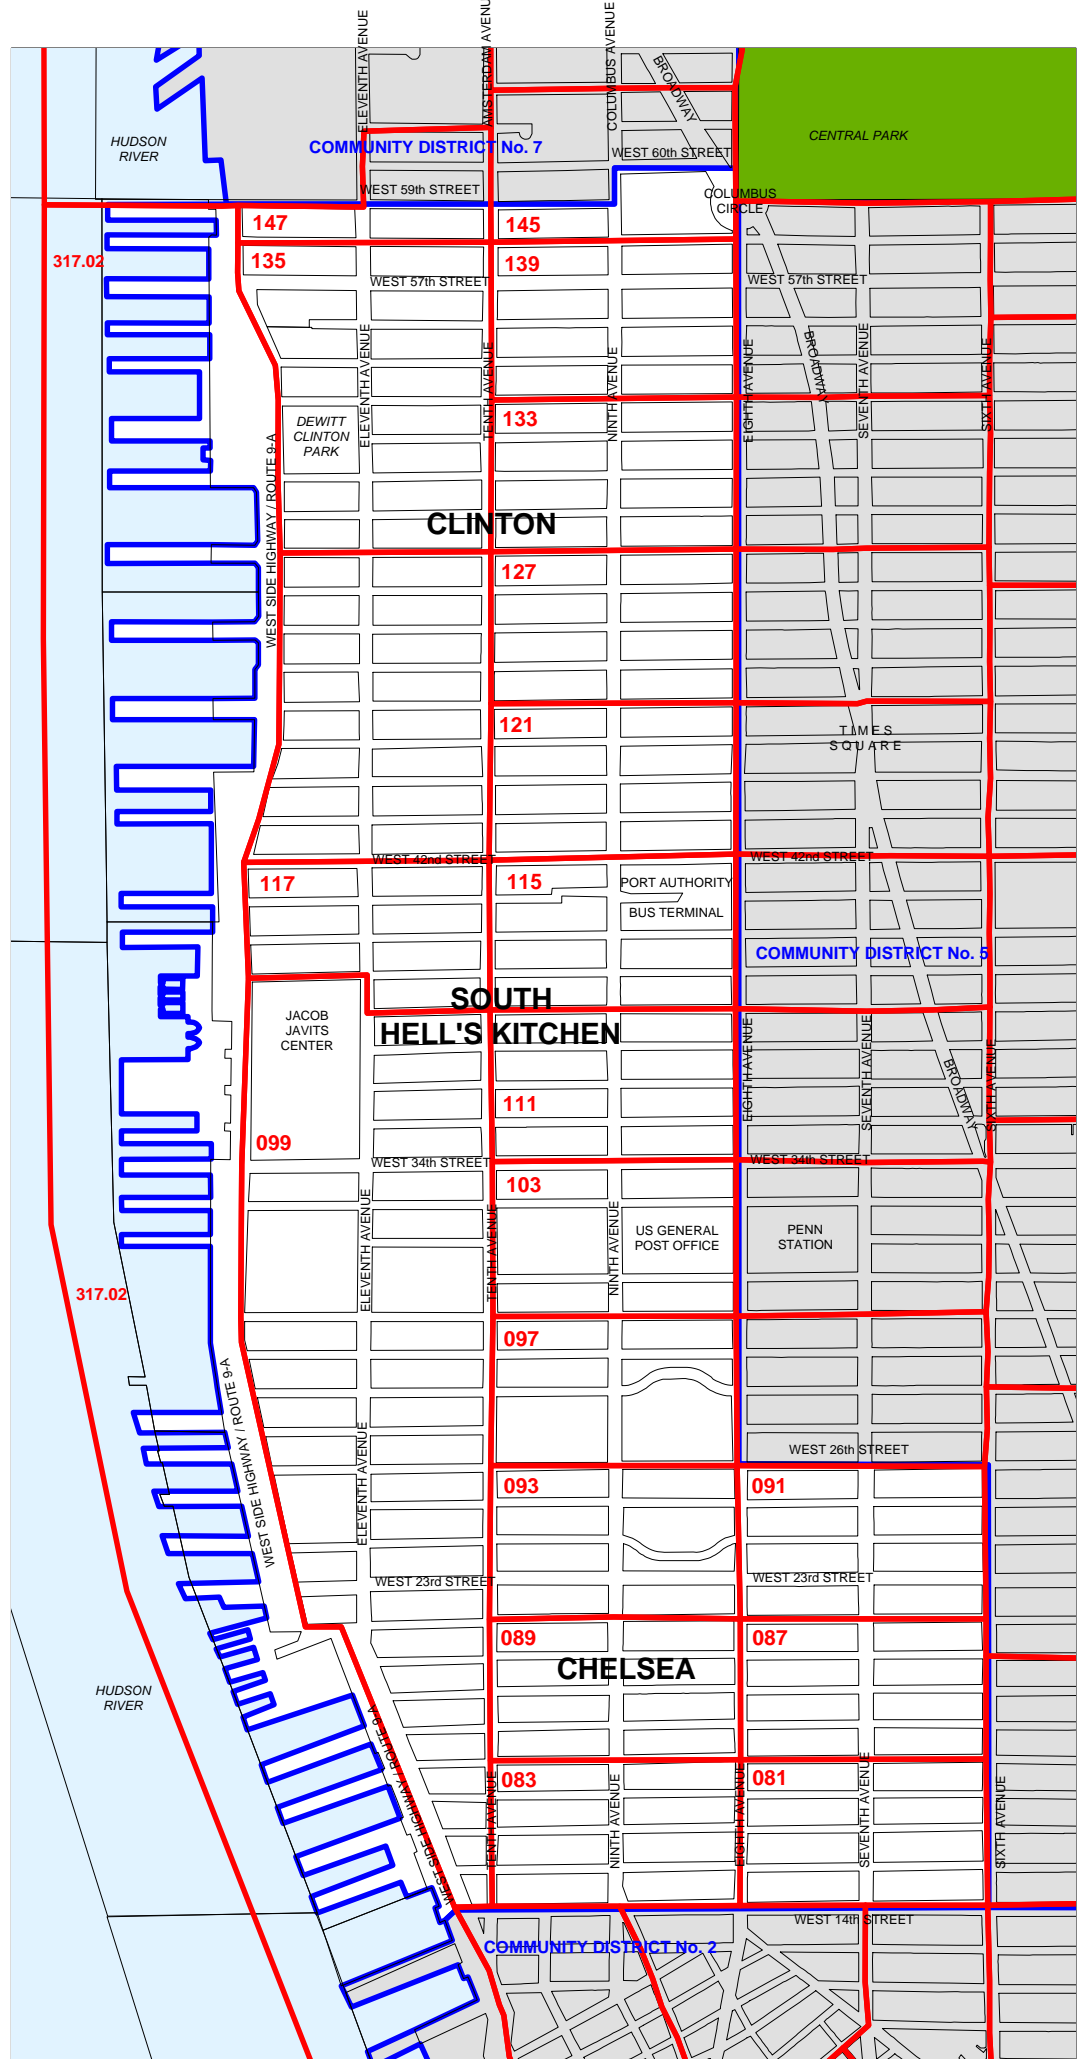 ELEVENTH AVENUE
AMSTERDAM AVENUE
COLUMBUS AVENUE
BROADWAY
HUDSON
RIVER
COMMUNITY DISTRICT No. 7
WEST 60th STREET
CENTRAL PARK
WEST 59th STREET
COLUMBUS
CIRCLE
147
145
317.02
135
139
WEST 57th STREET
WEST 57th STREET
ELEVENTH AVENUE
TENTH AVENUE
NINTH AVENUE
EIGHTH AVENUE
BROADWAY
SEVENTH AVENUE
SIXTH AVENUE
DEWITT
CLINTON
PARK
133
WEST SIDE HIGHWAY / ROUTE 9-A
CLINTON
127
121
TIMES
SQUARE
WEST 42nd STREET
WEST 42nd STREET
117
115
PORT AUTHORITY
BUS TERMINAL
COMMUNITY DISTRICT No. 5
SOUTH
HELL'S KITCHEN
JACOB
JAVITS
CENTER
EIGHTH AVENUE
SEVENTH AVENUE
BROADWAY
SIXTH AVENUE
111
099
WEST 34th STREET
WEST 34th STREET
103
ELEVENTH AVENUE
TENTH AVENUE
NINTH AVENUE
US GENERAL
POST OFFICE
PENN
STATION
317.02
097
WEST SIDE HIGHWAY / ROUTE 9-A
ELEVENTH AVENUE
WEST 26th STREET
093
091
WEST 23rd STREET
WEST 23rd STREET
089
087
CHELSEA
HUDSON
RIVER
WEST SIDE HIGHWAY / ROUTE 9-A
083
081
TENTH AVENUE
NINTH AVENUE
EIGHTH AVENUE
SEVENTH AVENUE
SIXTH AVENUE
WEST 14th STREET
COMMUNITY DISTRICT No. 2